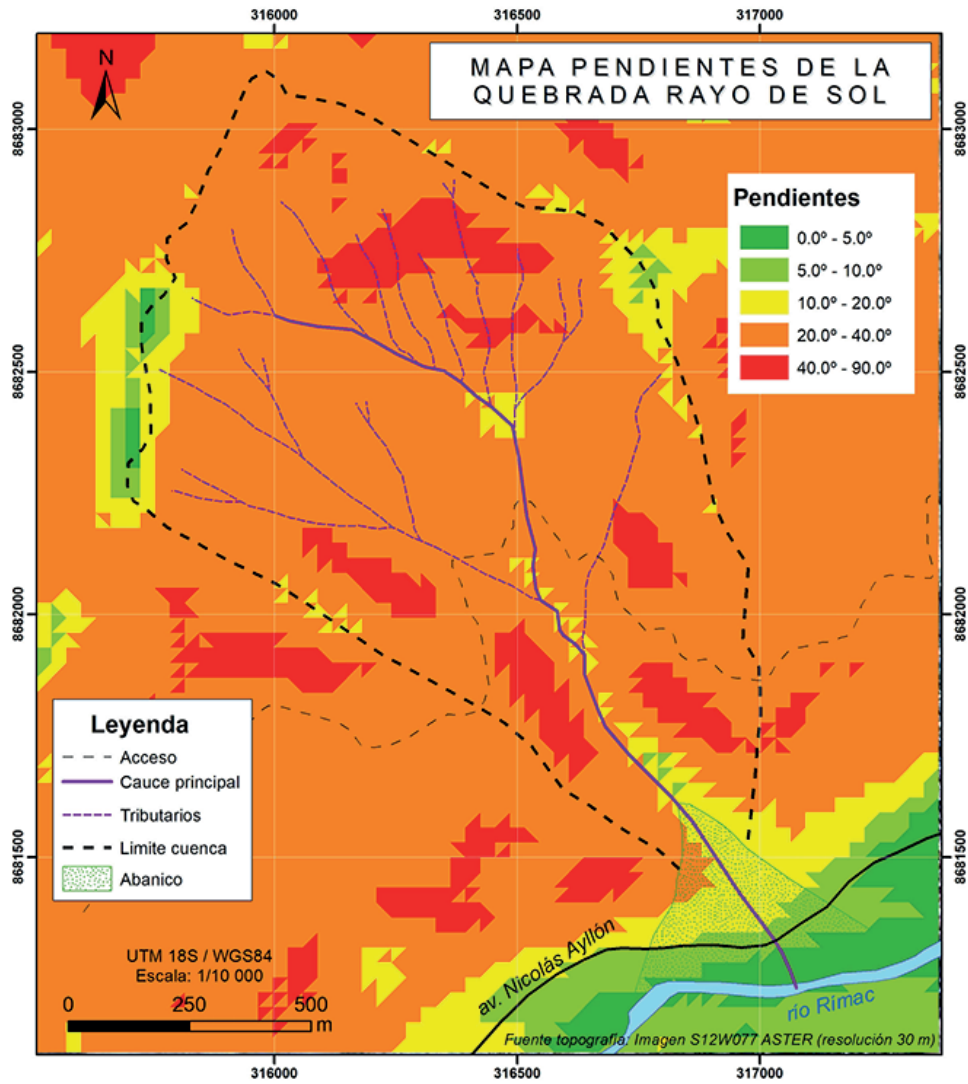 316000
316500
317000
N
MAPA PENDIENTES DE LA
QUEBRADA RAYO DE SOL
8683000
8683000
Pendientes
0.0º - 5.0º
5.0º - 10.0º
10.0º - 20.0º
20.0º - 40.0º
40.0º - 90.0º
8682500
8682500
8682000
8682000
Leyenda
Acceso
Cauce principal
Tributarios
Limite cuenca
Abanico
8681500
8681500
UTM 18S / WGS84
Escala: 1/10 000
0
250
500
m
av. Nicolás Ayllón
río Rimac
Fuente topografía: Imagen S12W077 ASTER (resolución 30 m)
316000
316500
317000